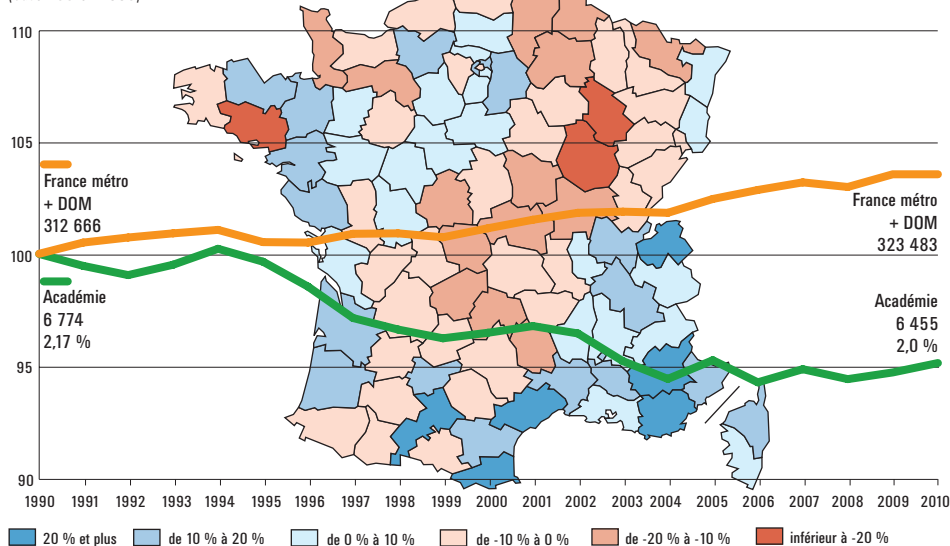 110
105
100
95
90
France métro
+ DOM
312 666
France métro
+ DOM
323 483
Académie
6 774
2,17 %
Académie
6 455
2,0 %
1990 1991 1992 1993 1994 1995 1996 1997 1998 1999 2000 2001 2002 2003 2004 2005 2006 2007 2008 2009 2010
20 % et plus de 10 % à 20 % de 0 % à 10 % de -10 % à 0% de -20 % à -10 % inférieur à -20 %